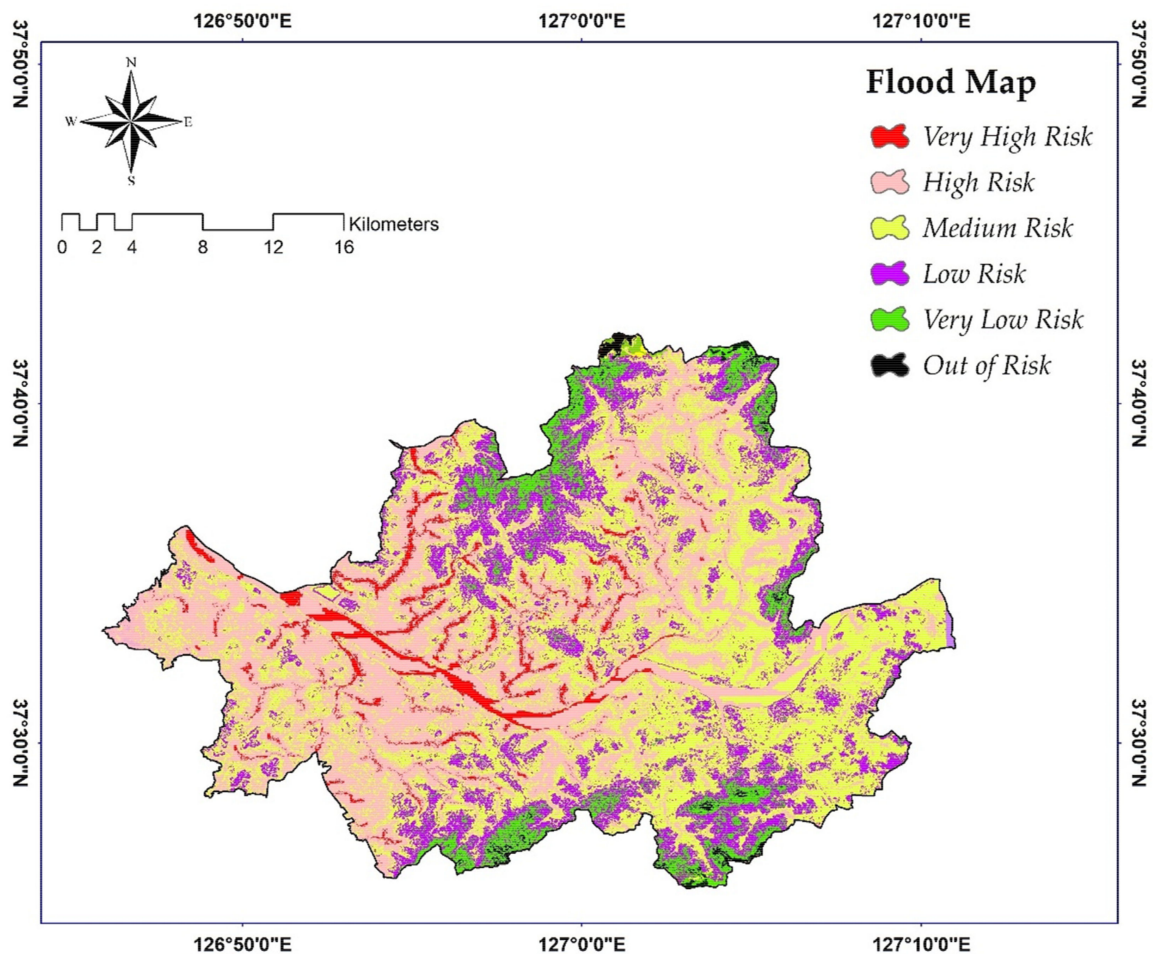 126°50'0"E 127°0'0"E 127°10'0"E
37°50'0"N 37°50'0"N
N
W E
S
Kilometers
0 2 4 8 12 16
Flood Map
Very High Risk
High Risk
Medium Risk
Low Risk
Very Low Risk
Out of Risk
37°40'0"N 37°40'0"N
37°30'0"N 37°30'0"N
126°50'0"E 127°0'0"E 127°10'0"E